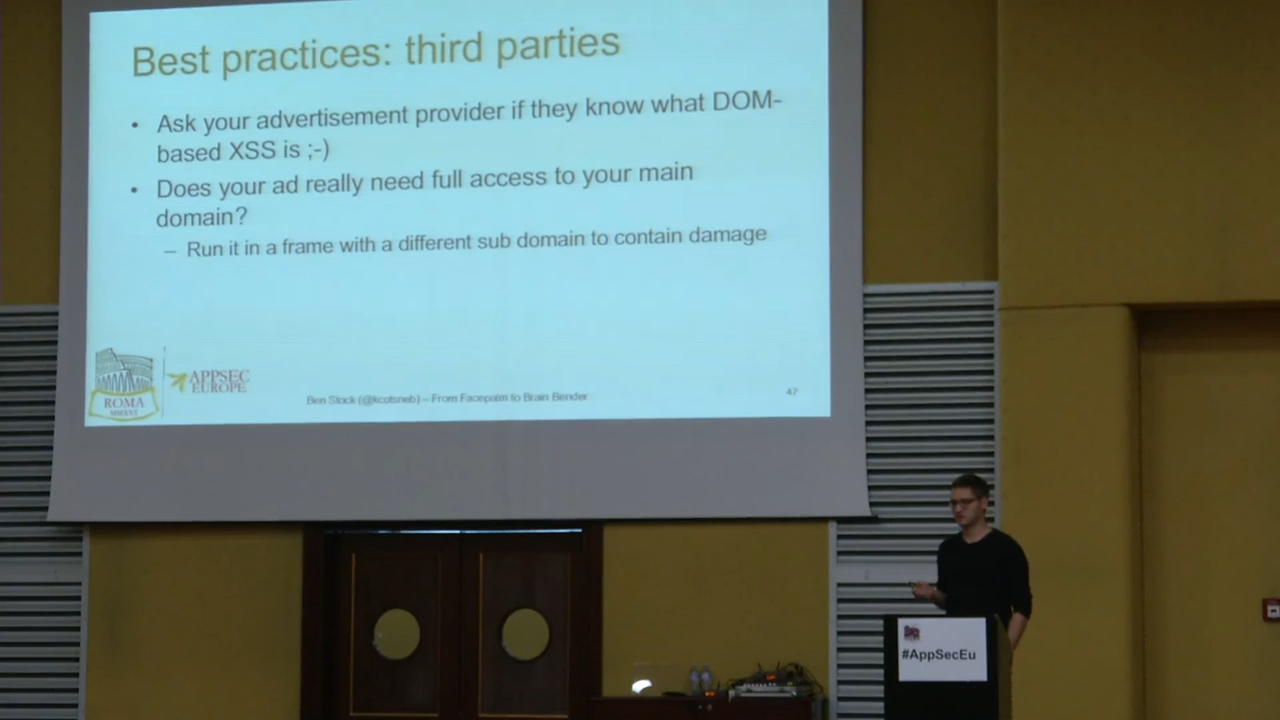 Best practices: third parties
• Ask your advertisement provider if they know what DOM-
based XSS is ;-)
• Does your ad really need full access to your main
domain?
– Run it in a frame with a different sub domain to contain damage
ROMA
MMXVI
APPSEC
EUROPE
Ben Stock (@kcotsneb) – From Facepalm to Brain Bender
47
#AppSecEu